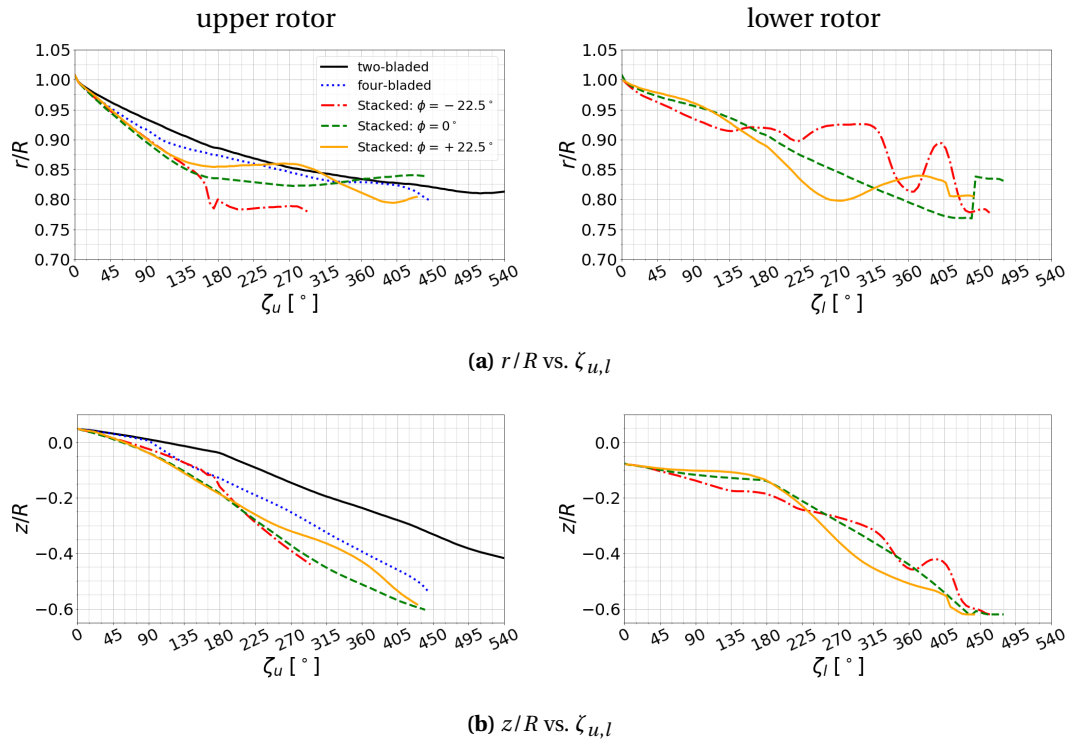 upper rotor
lower rotor
1.05
1.00
0.95
0.90
0.85
0.80
0.75
0.70
r/R
two-bladed
four-bladed
Stacked: ϕ = −22.5°
Stacked: ϕ = 0°
Stacked: ϕ = +22.5°
0 45 90 135 180 225 270 315 360 405 450 495 540
ζu [°]
1.05
1.00
0.95
0.90
0.85
0.80
0.75
0.70
r/R
0 45 90 135 180 225 270 315 360 405 450 495 540
ζl [°]
(a) r/R vs. ζu,l
0.0
−0.2
−0.4
−0.6
z/R
0 45 90 135 180 225 270 315 360 405 450 495 540
ζu [°]
0.0
−0.2
−0.4
−0.6
z/R
0 45 90 135 180 225 270 315 360 405 450 495 540
ζl [°]
(b) z/R vs. ζu,l